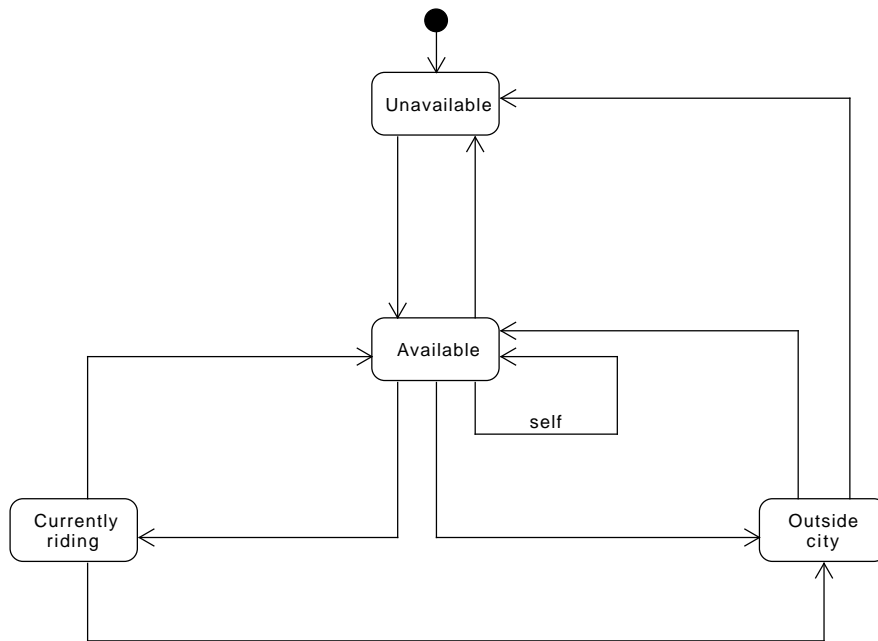 Unavailable
Available
self
Currently
riding
Outside
city